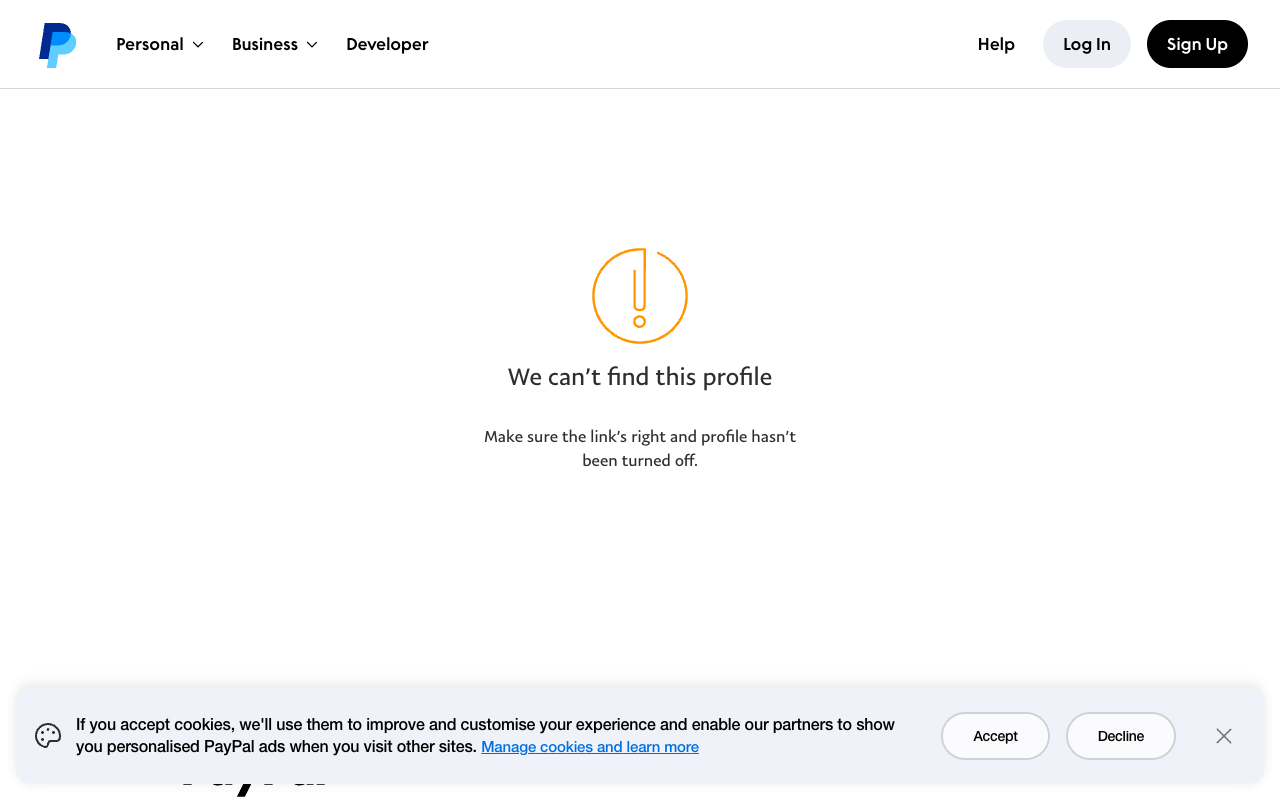 Personal
Business
Developer
Help
Log In
Sign Up
We can't find this profile
Make sure the link's right and profile hasn't
been turned off.
If you accept cookies, we'll use them to improve and customise your experience and enable our partners to show
you personalised PayPal ads when you visit other sites. Manage cookies and learn more
Accept
Decline